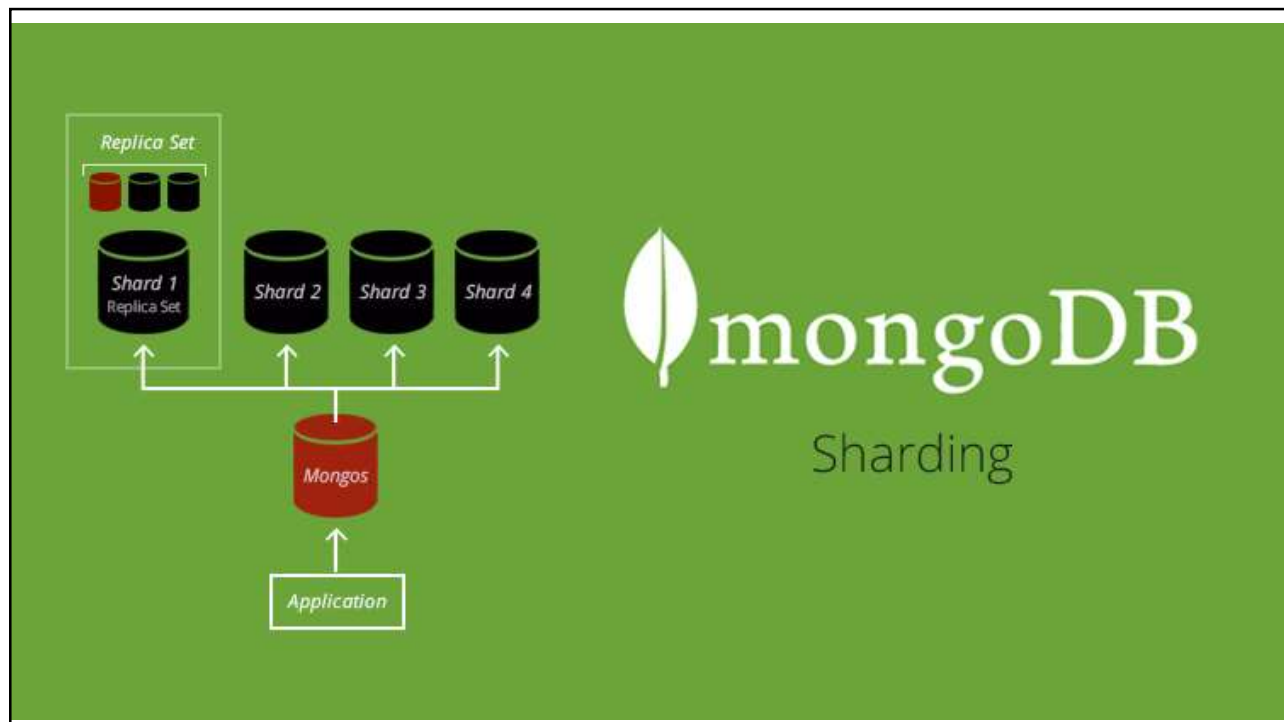 Replica Set
Shard 1
Replica Set
Shard 2
Shard 3
Shard 4
Mongos
Application
mongoDB
Sharding